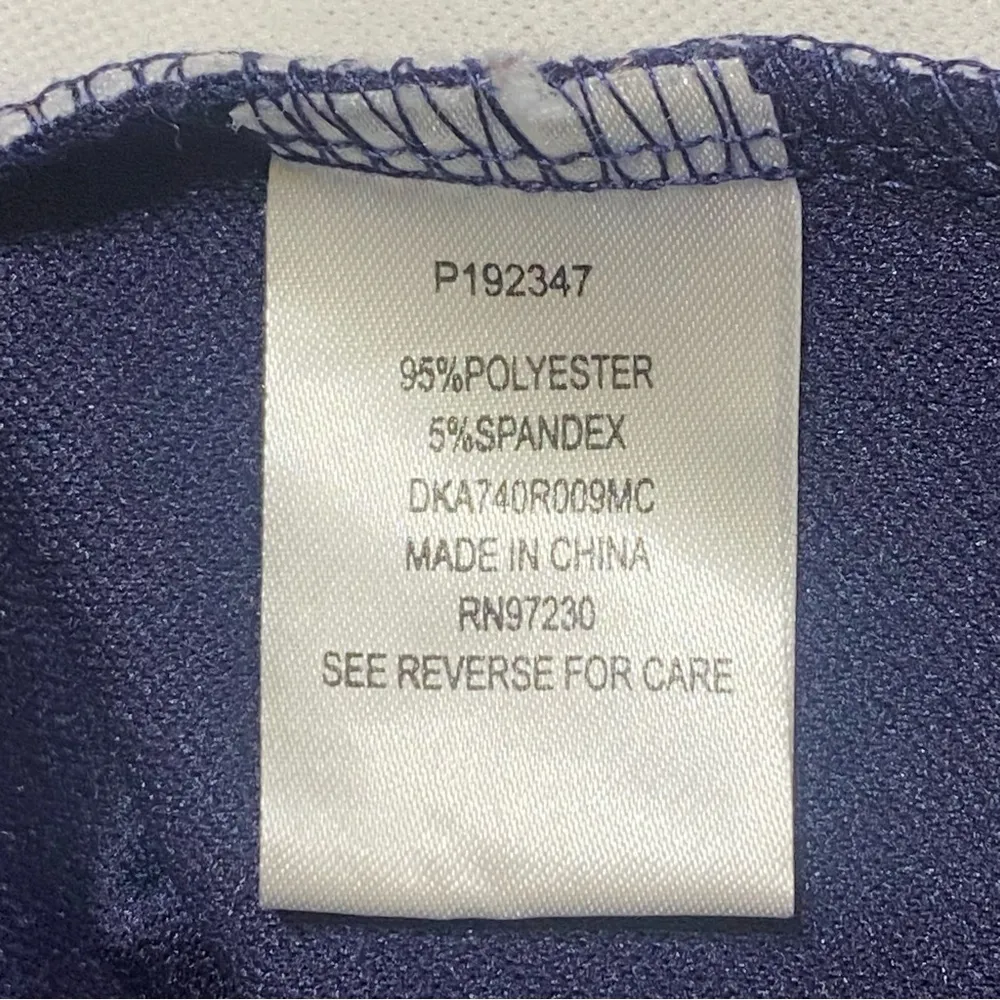 P192347
95%POLYESTER
5%SPANDEX
DKA740R009MC
MADE IN CHINA
RN97230
SEE REVERSE FOR CARE